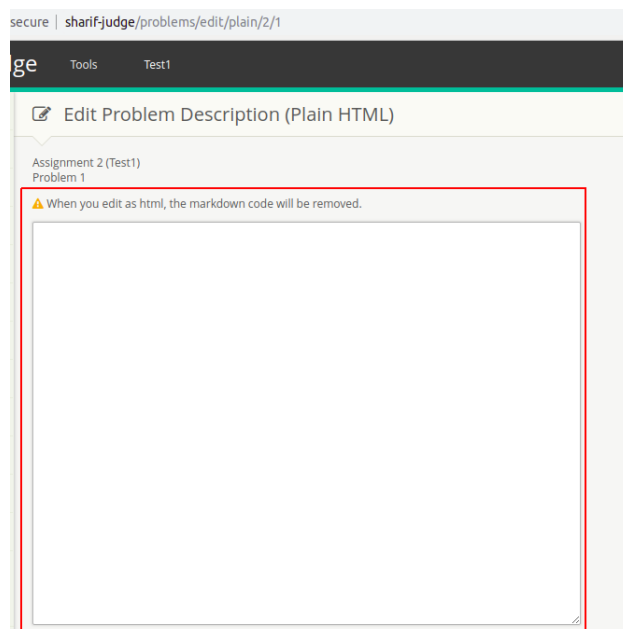 secure | sharif-judge/problems/edit/plain/2/1
dge Tools Test1
Edit Problem Description (Plain HTML)
Assignment 2 (Test1)
Problem 1
When you edit as html, the markdown code will be removed.